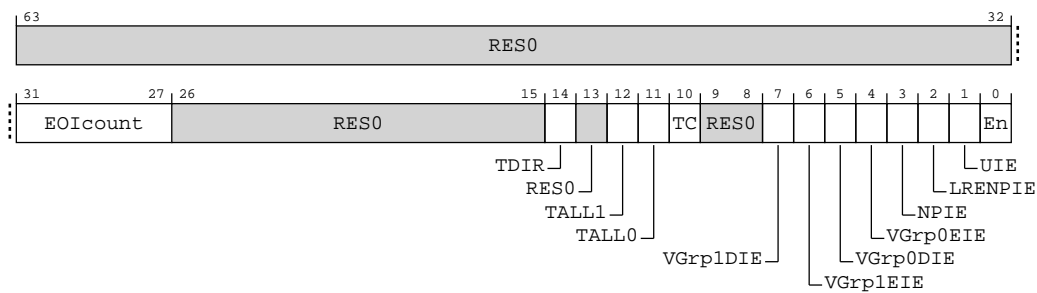 63 32
RES0
31 27 26 15 14 13 12 11 10 9 8 7 6 5 4 3 2 1 0
EOIcount RES0 TC RES0 En
TDIR UIE
RES0 LRENPIE
TALL1 NPIE
TALL0 VGrp0EIE
VGrp1DIE VGrp0DIE
VGrp1EIE